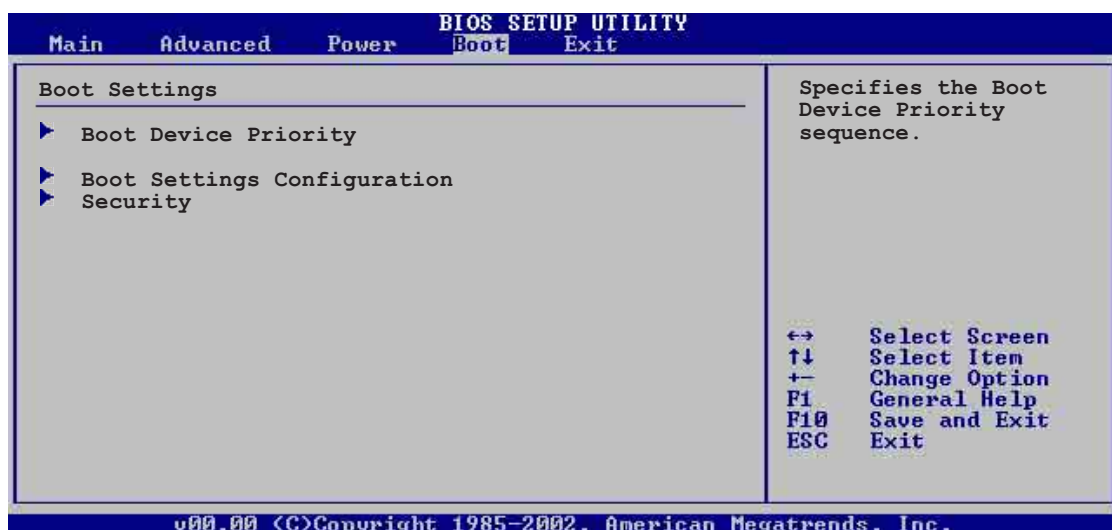 BIOS SETUP UTILITY
Main Advanced Power Boot Exit
Boot Settings
Boot Device Priority
Boot Settings Configuration
Security
Specifies the Boot
Device Priority
sequence.
↔ Select Screen
↑↓ Select Item
+- Change Option
F1 General Help
F10 Save and Exit
ESC Exit
v00.00 (C)Copyright 1985-2002, American Megatrends, Inc.